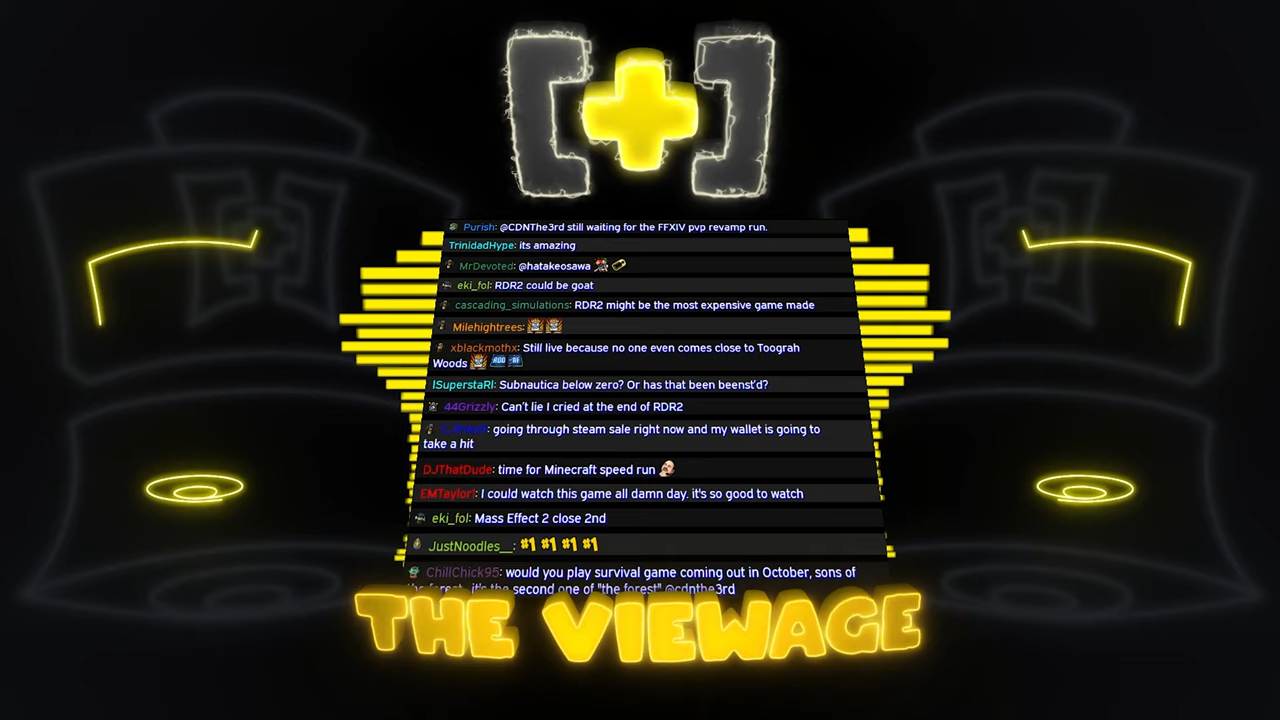 Purish: @CDNThe3rd still waiting for the FFXIV pvp revamp run.
TrinidadHype: its amazing
MrDevoted: @hatakeosawa
eki_fol: RDR2 could be goat
cascading_simulations: RDR2 might be the most expensive game made
Milehightrees:
xblackmothx: Still live because no one even comes close to Toograh
Woods
ISuperstaRI: Subnautica below zero? Or has that been beenst'd?
44Grizzly: Can't lie I cried at the end of RDR2
going through steam sale right now and my wallet is going to
take a hit
DJThatDude: time for Minecraft speed run
EMTaylor1: I could watch this game all damn day. it's so good to watch
eki_fol: Mass Effect 2 close 2nd
JustNoodles__: #1 #1 #1 #1
ChillChick95: would you play survival game coming out in October, sons of
the forest, it's the second one of "the forest" @cdnthe3rd
THE VIEWAGE